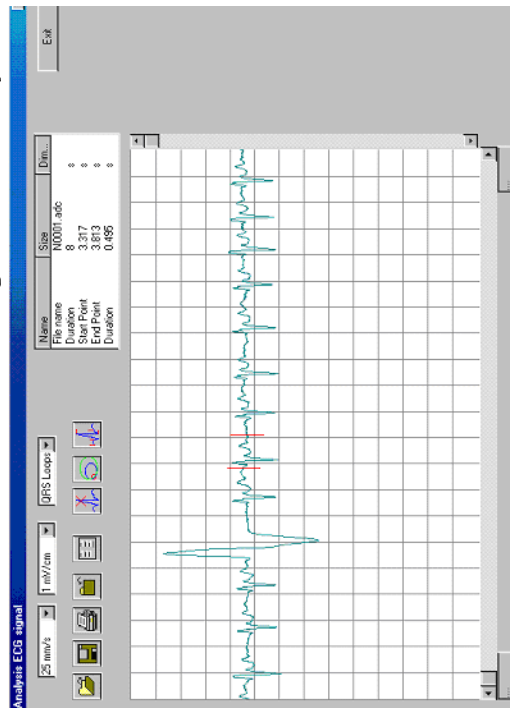 Analysis ECG signal
25 mm/s
1 mV/cm
QRS Loops
Name Size Dim...
File name N0001.adc
Duration 8 s
Start Point 3.317 s
End Point 3.813 s
Duration 0.495 s
Exit